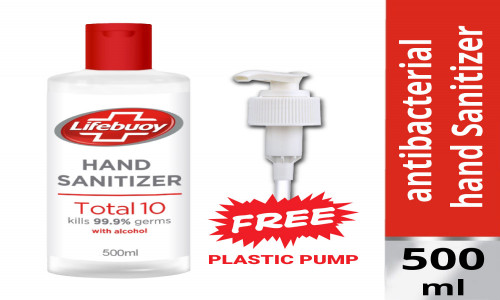 Lifebuoy
HAND
SANITIZER
Total 10
kills 99.9% germs
with alcohol
500ml
FREE
PLASTIC PUMP
antibacterial
hand Sanitizer
500
ml